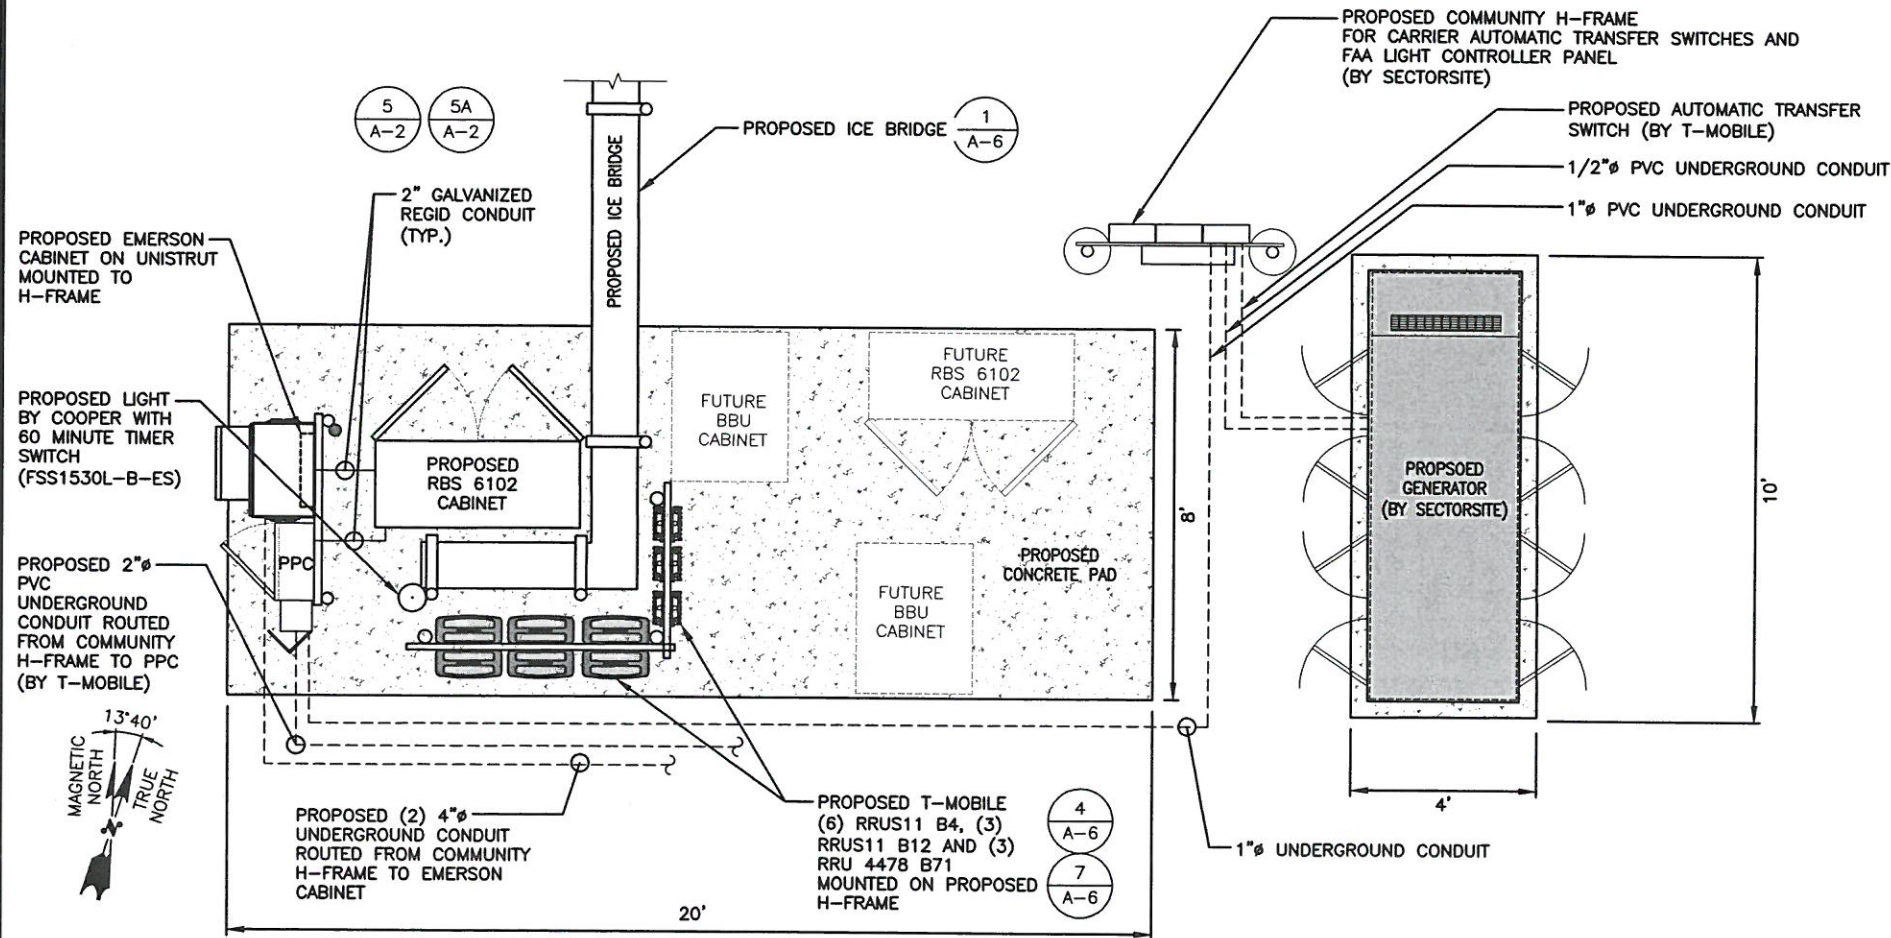 PROPOSED COMMUNITY H-FRAME
FOR CARRIER AUTOMATIC TRANSFER SWITCHES AND
FAA LIGHT CONTROLLER PANEL
(BY SECTORSITE)
5
A-2
5A
A-2
PROPOSED ICE BRIDGE
1
A-6
PROPOSED AUTOMATIC TRANSFER
SWITCH (BY T-MOBILE)
1/2"ø PVC UNDERGROUND CONDUIT
1"ø PVC UNDERGROUND CONDUIT
PROPOSED ICE BRIDGE
2" GALVANIZED
REGID CONDUIT
(TYP.)
PROPOSED EMERSON
CABINET ON UNISTRUT
MOUNTED TO
H-FRAME
PROPOSED LIGHT
BY COOPER WITH
60 MINUTE TIMER
SWITCH
(FSS1530L-B-ES)
PROPOSED 2"ø
PVC
UNDERGROUND
CONDUIT ROUTED
FROM COMMUNITY
H-FRAME TO PPC
(BY T-MOBILE)
PROPOSED
RBS 6102
CABINET
PPC
FUTURE
BBU
CABINET
FUTURE
RBS 6102
CABINET
FUTURE
BBU
CABINET
PROPOSED
CONCRETE PAD
8'
PROPSOED
GENERATOR
(BY SECTORSITE)
10'
4'
13°40'
MAGNETIC
NORTH
TRUE
NORTH
N
PROPOSED (2) 4"ø
UNDERGROUND CONDUIT
ROUTED FROM COMMUNITY
H-FRAME TO EMERSON
CABINET
PROPOSED T-MOBILE
(6) RRUS11 B4, (3)
RRUS11 B12 AND (3)
RRU 4478 B71
MOUNTED ON PROPOSED
H-FRAME
4
A-6
7
A-6
1"ø UNDERGROUND CONDUIT
20'